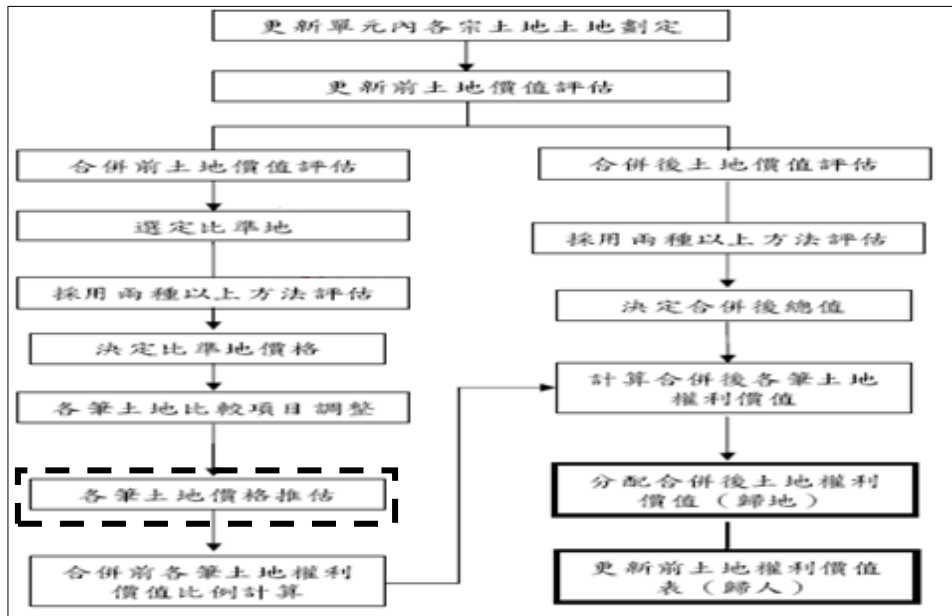 更新單元內各宗土地土地劃定
更新前土地價值評估
合併前土地價值評估
選定比準地
採用兩種以上方法評估
決定比準地價格
各筆土地比較項目調整
各筆土地價格推估
合併前各筆土地權利
價值比例計算
合併後土地價值評估
採用兩種以上方法評估
決定合併後總值
計算合併後各筆土地
權利價值
分配合併後土地權利
價值（歸地）
更新前土地權利價值
表（歸人）